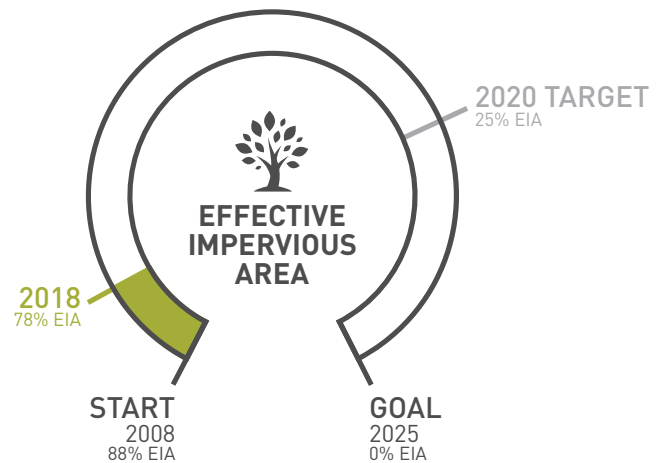 2020 TARGET
25% EIA
EFFECTIVE
IMPERVIOUS
AREA
2018
78% EIA
START
2008
88% EIA
GOAL
2025
0% EIA